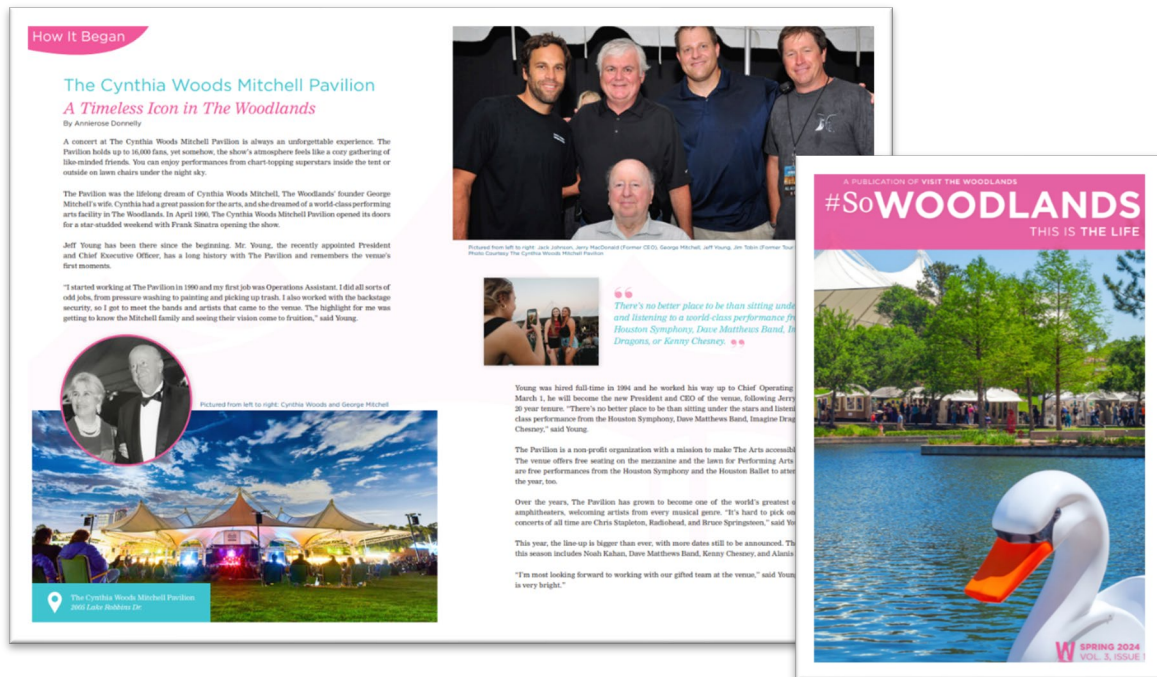 How It Began
The Cynthia Woods Mitchell Pavilion
A Timeless Icon in The Woodlands
By Annierose Donnelly
A concert at The Cynthia Woods Mitchell Pavilion is always an unforgettable experience. The
Pavilion holds up to 16,000 fans, yet somehow, the show's atmosphere feels like a cozy gathering of
like-minded friends. You can enjoy performances from chart-topping superstars inside the tent or
outside on lawn chairs under the night sky.
The Pavilion was the lifelong dream of Cynthia Woods Mitchell, The Woodlands' founder George
Mitchell's wife. Cynthia had a great passion for the arts, and she dreamed of a world-class performing
arts facility in The Woodlands. In April 1990, The Cynthia Woods Mitchell Pavilion opened its doors
for a star-studded weekend with Frank Sinatra opening the show.
Jeff Young has been there since the beginning. Mr. Young, the recently appointed President
and Chief Executive Officer, has a long history with The Pavilion and remembers the venue's
first moments.
"I started working at The Pavilion in 1990 and my first job was Operations Assistant. I did all sorts of
odd jobs, from pressure washing to painting and picking up trash. I also worked with the backstage
security, so I got to meet the bands and artists that came to the venue. The highlight for me was
getting to know the Mitchell family and seeing their vision come to fruition," said Young.
Pictured from left to right: Cynthia Woods and George Mitchell
The Cynthia Woods Mitchell Pavilion
2005 Lake Robbins Dr.
Pictured from left to right: Jack Johnson, Jerry MacDonald (Former CEO), George Mitchell, Jeff Young, Jim Tobin (Former Tour
Photo Courtesy The Cynthia Woods Mitchell Pavilion
There's no better place to be than sitting unde
and listening to a world-class performance fr
Houston Symphony, Dave Matthews Band, Im
Dragons, or Kenny Chesney.
Young was hired full-time in 1994 and he worked his way up to Chief Operating
March 1, he will become the new President and CEO of the venue, following Jerry
20 year tenure. "There's no better place to be than sitting under the stars and listeni
class performance from the Houston Symphony, Dave Matthews Band, Imagine Drag
Chesney," said Young.
The Pavilion is a non-profit organization with a mission to make The Arts accessibl
The venue offers free seating on the mezzanine and the lawn for Performing Arts
are free performances from the Houston Symphony and the Houston Ballet to atte
the year, too.
Over the years, The Pavilion has grown to become one of the world's greatest o
amphitheaters, welcoming artists from every musical genre. "It's hard to pick on
concerts of all time are Chris Stapleton, Radiohead, and Bruce Springsteen," said Yo
This year, the line-up is bigger than ever, with more dates still to be announced. Th
this season includes Noah Kahan, Dave Matthews Band, Kenny Chesney, and Alanis
"I'm most looking forward to working with our gifted team at the venue," said Youn
is very bright."
A PUBLICATION OF VISIT THE WOODLANDS
#SoWOODLANDS
THIS IS THE LIFE
W SPRING 2024
VOL. 3, ISSUE